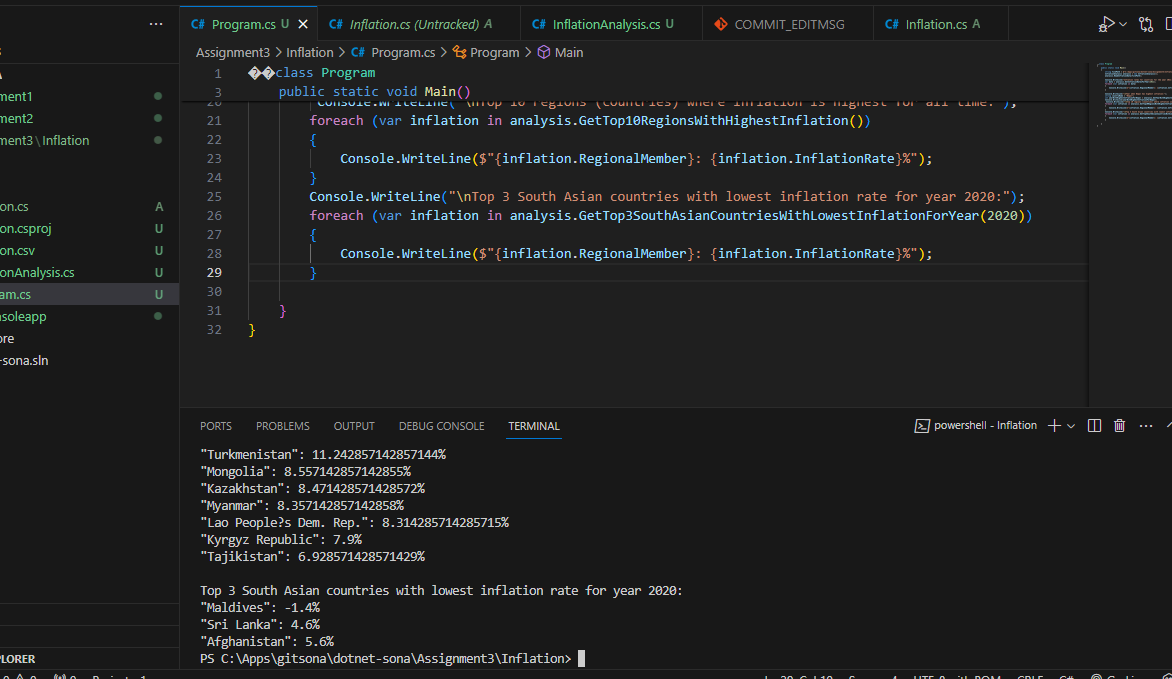 ...
C# Program.cs U ×
C# Inflation.cs (Untracked) A
C# InflationAnalysis.cs U
COMMIT_EDITMSG
C# Inflation.cs A
Assignment3 > Inflation > C# Program.cs > Program > Main
ment1
ment2
ment3\Inflation
on.cs A
on.csproj U
on.csv U
onAnalysis.cs U
am.cs U
soleapp
ore
-sona.sln
PLORER
1 ��class Program
3 public static void Main()
20 Console.WriteLine("\nTop 10 regions (countries) where inflation is highest for all time:");
21 foreach (var inflation in analysis.GetTop10RegionsWithHighestInflation())
22 {
23 Console.WriteLine($"{inflation.RegionalMember}: {inflation.InflationRate}%");
24 }
25 Console.WriteLine("\nTop 3 South Asian countries with lowest inflation rate for year 2020:");
26 foreach (var inflation in analysis.GetTop3SouthAsianCountriesWithLowestInflationForYear(2020))
27 {
28 Console.WriteLine($"{inflation.RegionalMember}: {inflation.InflationRate}%");
29 }
30
31 }
32 }
PORTS PROBLEMS OUTPUT DEBUG CONSOLE TERMINAL
powershell - Inflation
"Turkmenistan": 11.242857142857144%
"Mongolia": 8.557142857142855%
"Kazakhstan": 8.471428571428572%
"Myanmar": 8.357142857142858%
"Lao People?s Dem. Rep.": 8.314285714285715%
"Kyrgyz Republic": 7.9%
"Tajikistan": 6.928571428571429%
Top 3 South Asian countries with lowest inflation rate for year 2020:
"Maldives": -1.4%
"Sri Lanka": 4.6%
"Afghanistan": 5.6%
PS C:\Apps\gitsona\dotnet-sona\Assignment3\Inflation>